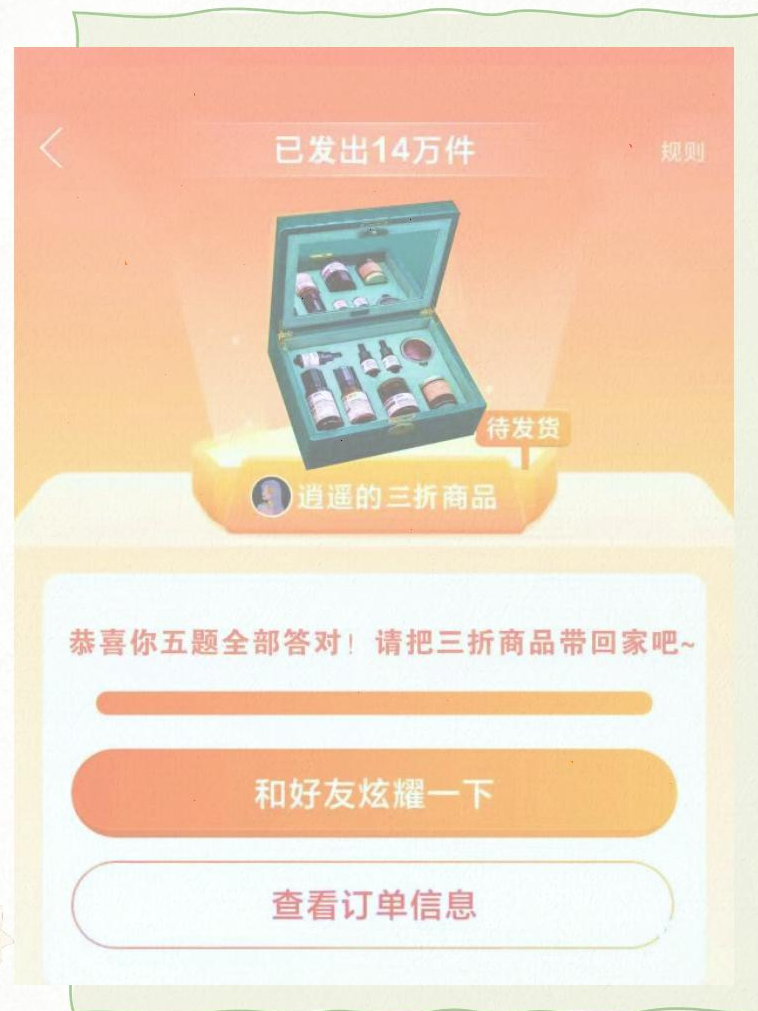 已发出14万件
规则
待发货
逍遥的三折商品
恭喜你五题全部答对！请把三折商品带回家吧~
和好友炫耀一下
查看订单信息